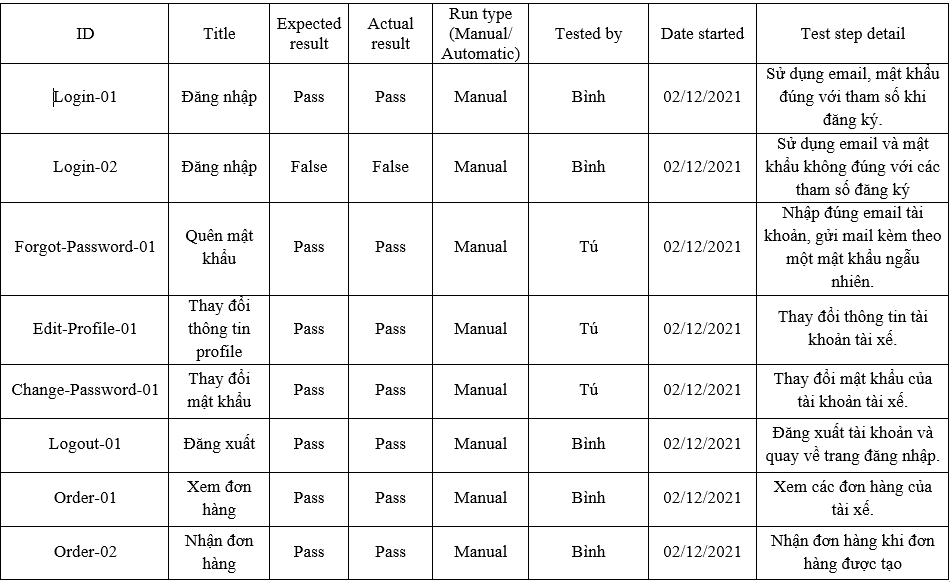 ID Title Expected result Actual result Run type (Manual/ Automatic) Tested by Date started Test step detail
Login-01 Đăng nhập Pass Pass Manual Bình 02/12/2021 Sử dụng email, mật khẩu
đúng với tham số khi
đăng ký.
Login-02 Đăng nhập False False Manual Bình 02/12/2021 Sử dụng email và mật
khẩu không đúng với các
tham số đăng ký
Forgot-Password-01 Quên mật khẩu Pass Pass Manual Tú 02/12/2021 Nhập đúng email tài
khoản, gửi mail kèm theo
một mật khẩu ngẫu
nhiên.
Edit-Profile-01 Thay đổi thông tin profile Pass Pass Manual Tú 02/12/2021 Thay đổi thông tin tài
khoản tài xế.
Change-Password-01 Thay đổi mật khẩu Pass Pass Manual Tú 02/12/2021 Thay đổi mật khẩu của
tài khoản tài xế.
Logout-01 Đăng xuất Pass Pass Manual Bình 02/12/2021 Đăng xuất tài khoản và
quay về trang đăng nhập.
Order-01 Xem đơn hàng Pass Pass Manual Bình 02/12/2021 Xem các đơn hàng của
tài xế.
Order-02 Nhận đơn hàng Pass Pass Manual Bình 02/12/2021 Nhận đơn hàng khi đơn
hàng được tạo